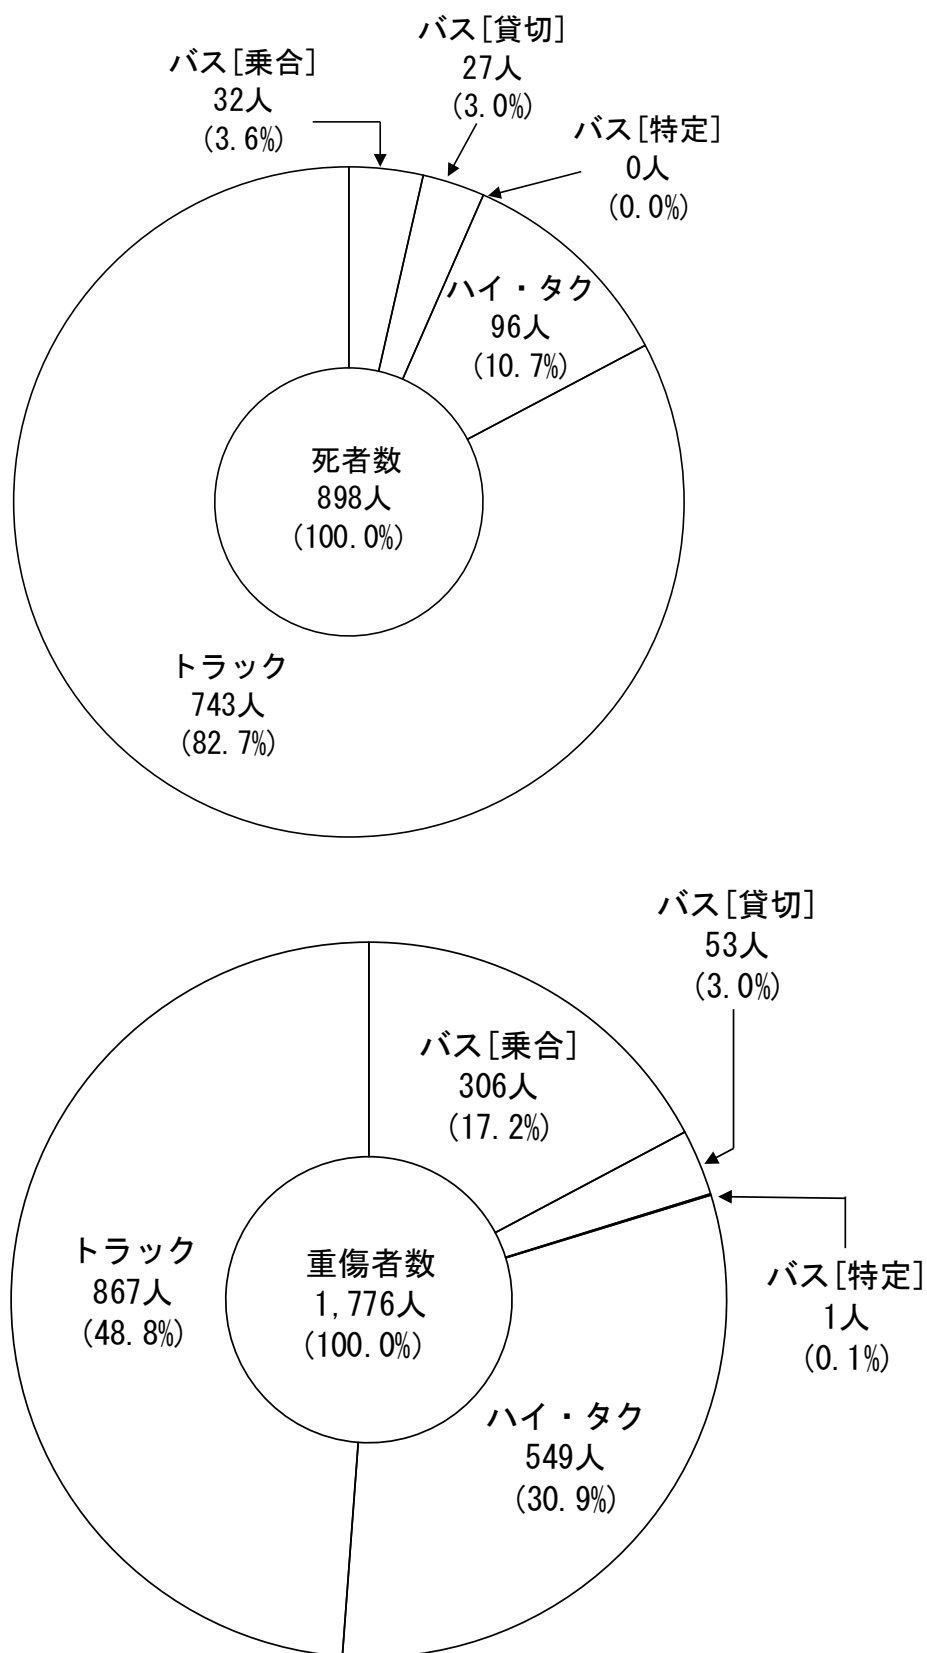 バス[貸切]
27人
(3.0%)
バス[乗合]
32人
(3.6%)
バス[特定]
0人
(0.0%)
ハイ・タク
96人
(10.7%)
死者数
898人
(100.0%)
トラック
743人
(82.7%)
バス[貸切]
53人
(3.0%)
バス[乗合]
306人
(17.2%)
トラック
867人
(48.8%)
重傷者数
1,776人
(100.0%)
バス[特定]
1人
(0.1%)
ハイ・タク
549人
(30.9%)